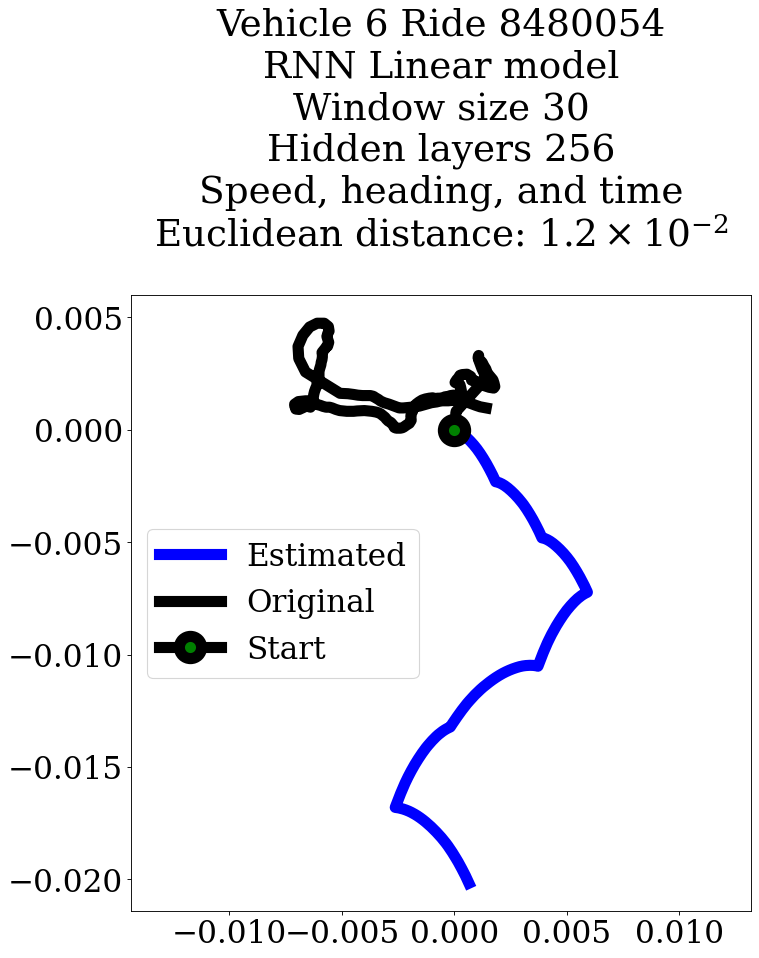 Vehicle 6 Ride 8480054
RNN Linear model
Window size 30
Hidden layers 256
Speed, heading, and time
Euclidean distance: 1.2 × 10⁻²
0.005
0.000
−0.005
−0.010
−0.015
−0.020
Estimated
Original
Start
−0.010 −0.005 0.000 0.005 0.010